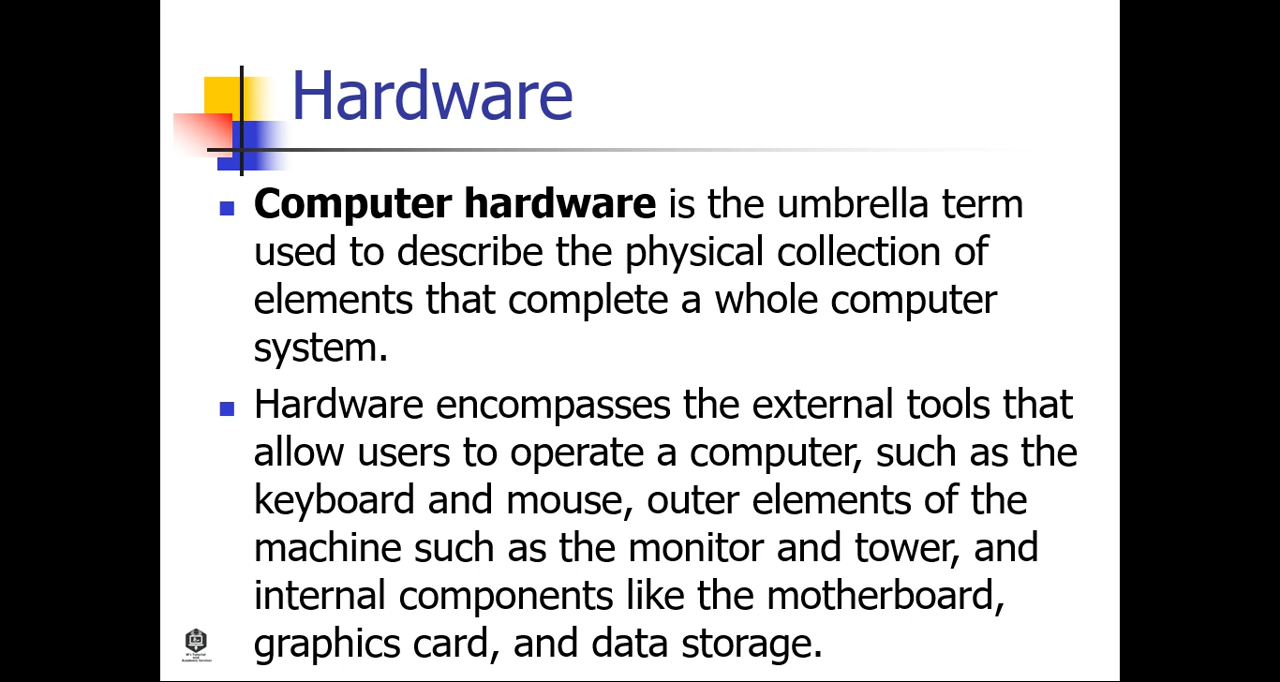 Hardware
Computer hardware is the umbrella term
used to describe the physical collection of
elements that complete a whole computer
system.
Hardware encompasses the external tools that
allow users to operate a computer, such as the
keyboard and mouse, outer elements of the
machine such as the monitor and tower, and
internal components like the motherboard,
graphics card, and data storage.